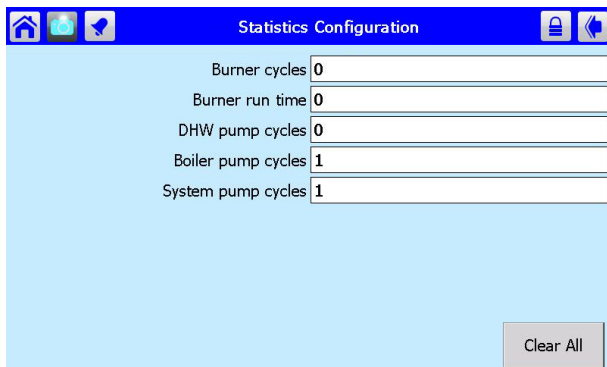 Statistics Configuration
Burner cycles 0
Burner run time 0
DHW pump cycles 0
Boiler pump cycles 1
System pump cycles 1
Clear All